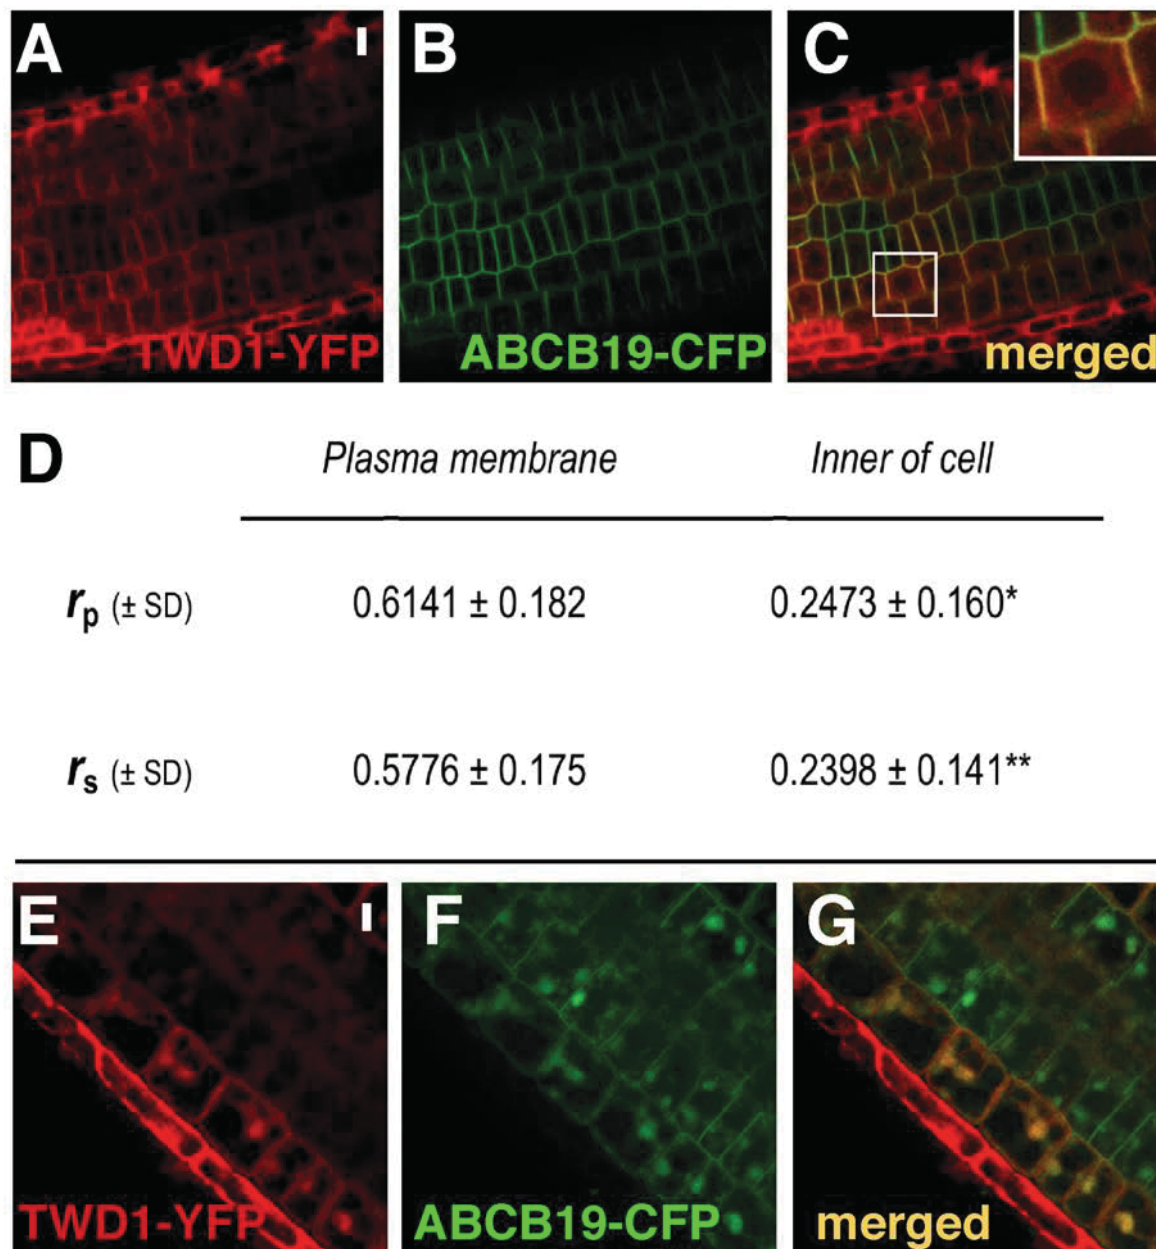 A
B
C
TWD1-YFP
ABCB19-CFP
merged
D
Plasma membrane
Inner of cell
rp (± SD)
0.6141 ± 0.182
0.2473 ± 0.160*
rs (± SD)
0.5776 ± 0.175
0.2398 ± 0.141**
E
F
G
TWD1-YFP
ABCB19-CFP
merged